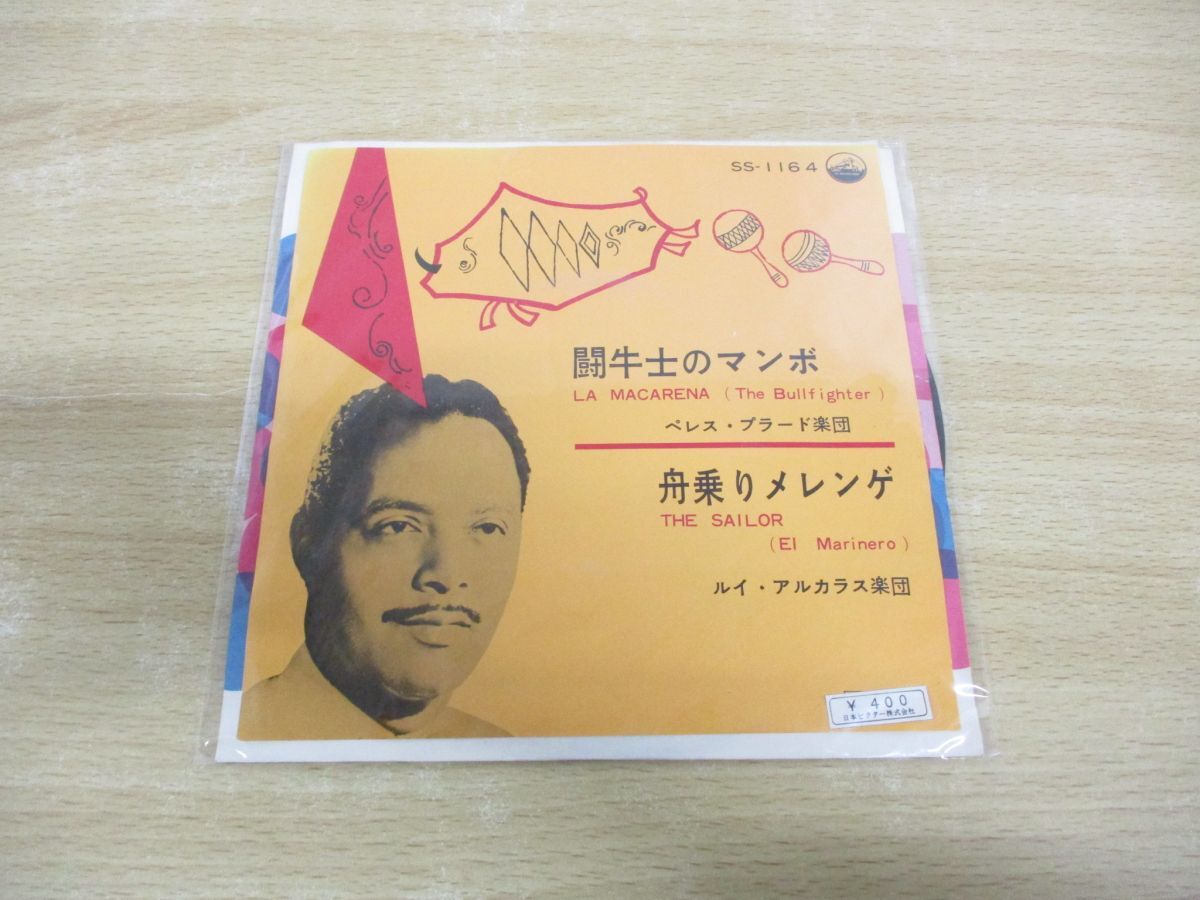 SS-1164
闘牛士のマンボ
LA MACARENA (The Bullfighter)
ペレス・プラード楽団
舟乗りメレンゲ
THE SAILOR
(El Marinero)
ルイ・アルカラス楽団
¥ 400
日本ビクター株式会社